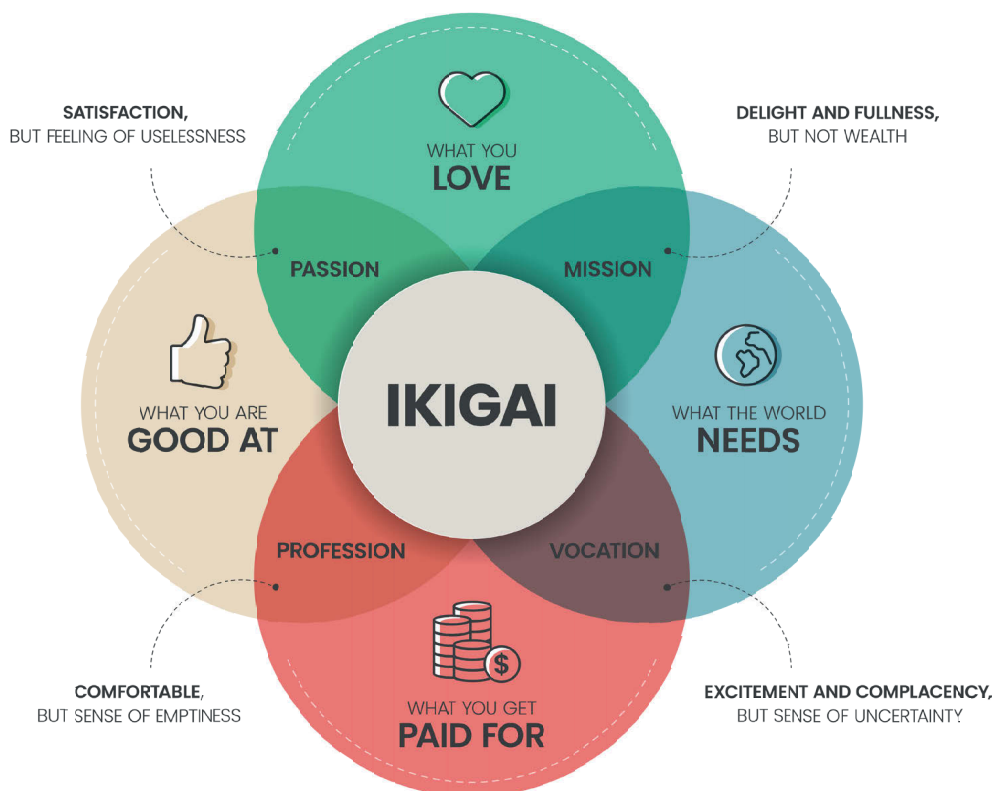 WHAT YOU
LOVE
SATISFACTION,
BUT FEELING OF USELESSNESS
DELIGHT AND FULLNESS,
BUT NOT WEALTH
PASSION
MISSION
WHAT YOU ARE
GOOD AT
IKIGAI
WHAT THE WORLD
NEEDS
PROFESSION
VOCATION
$
WHAT YOU GET
PAID FOR
COMFORTABLE,
BUT SENSE OF EMPTINESS
EXCITEMENT AND COMPLACENCY,
BUT SENSE OF UNCERTAINTY